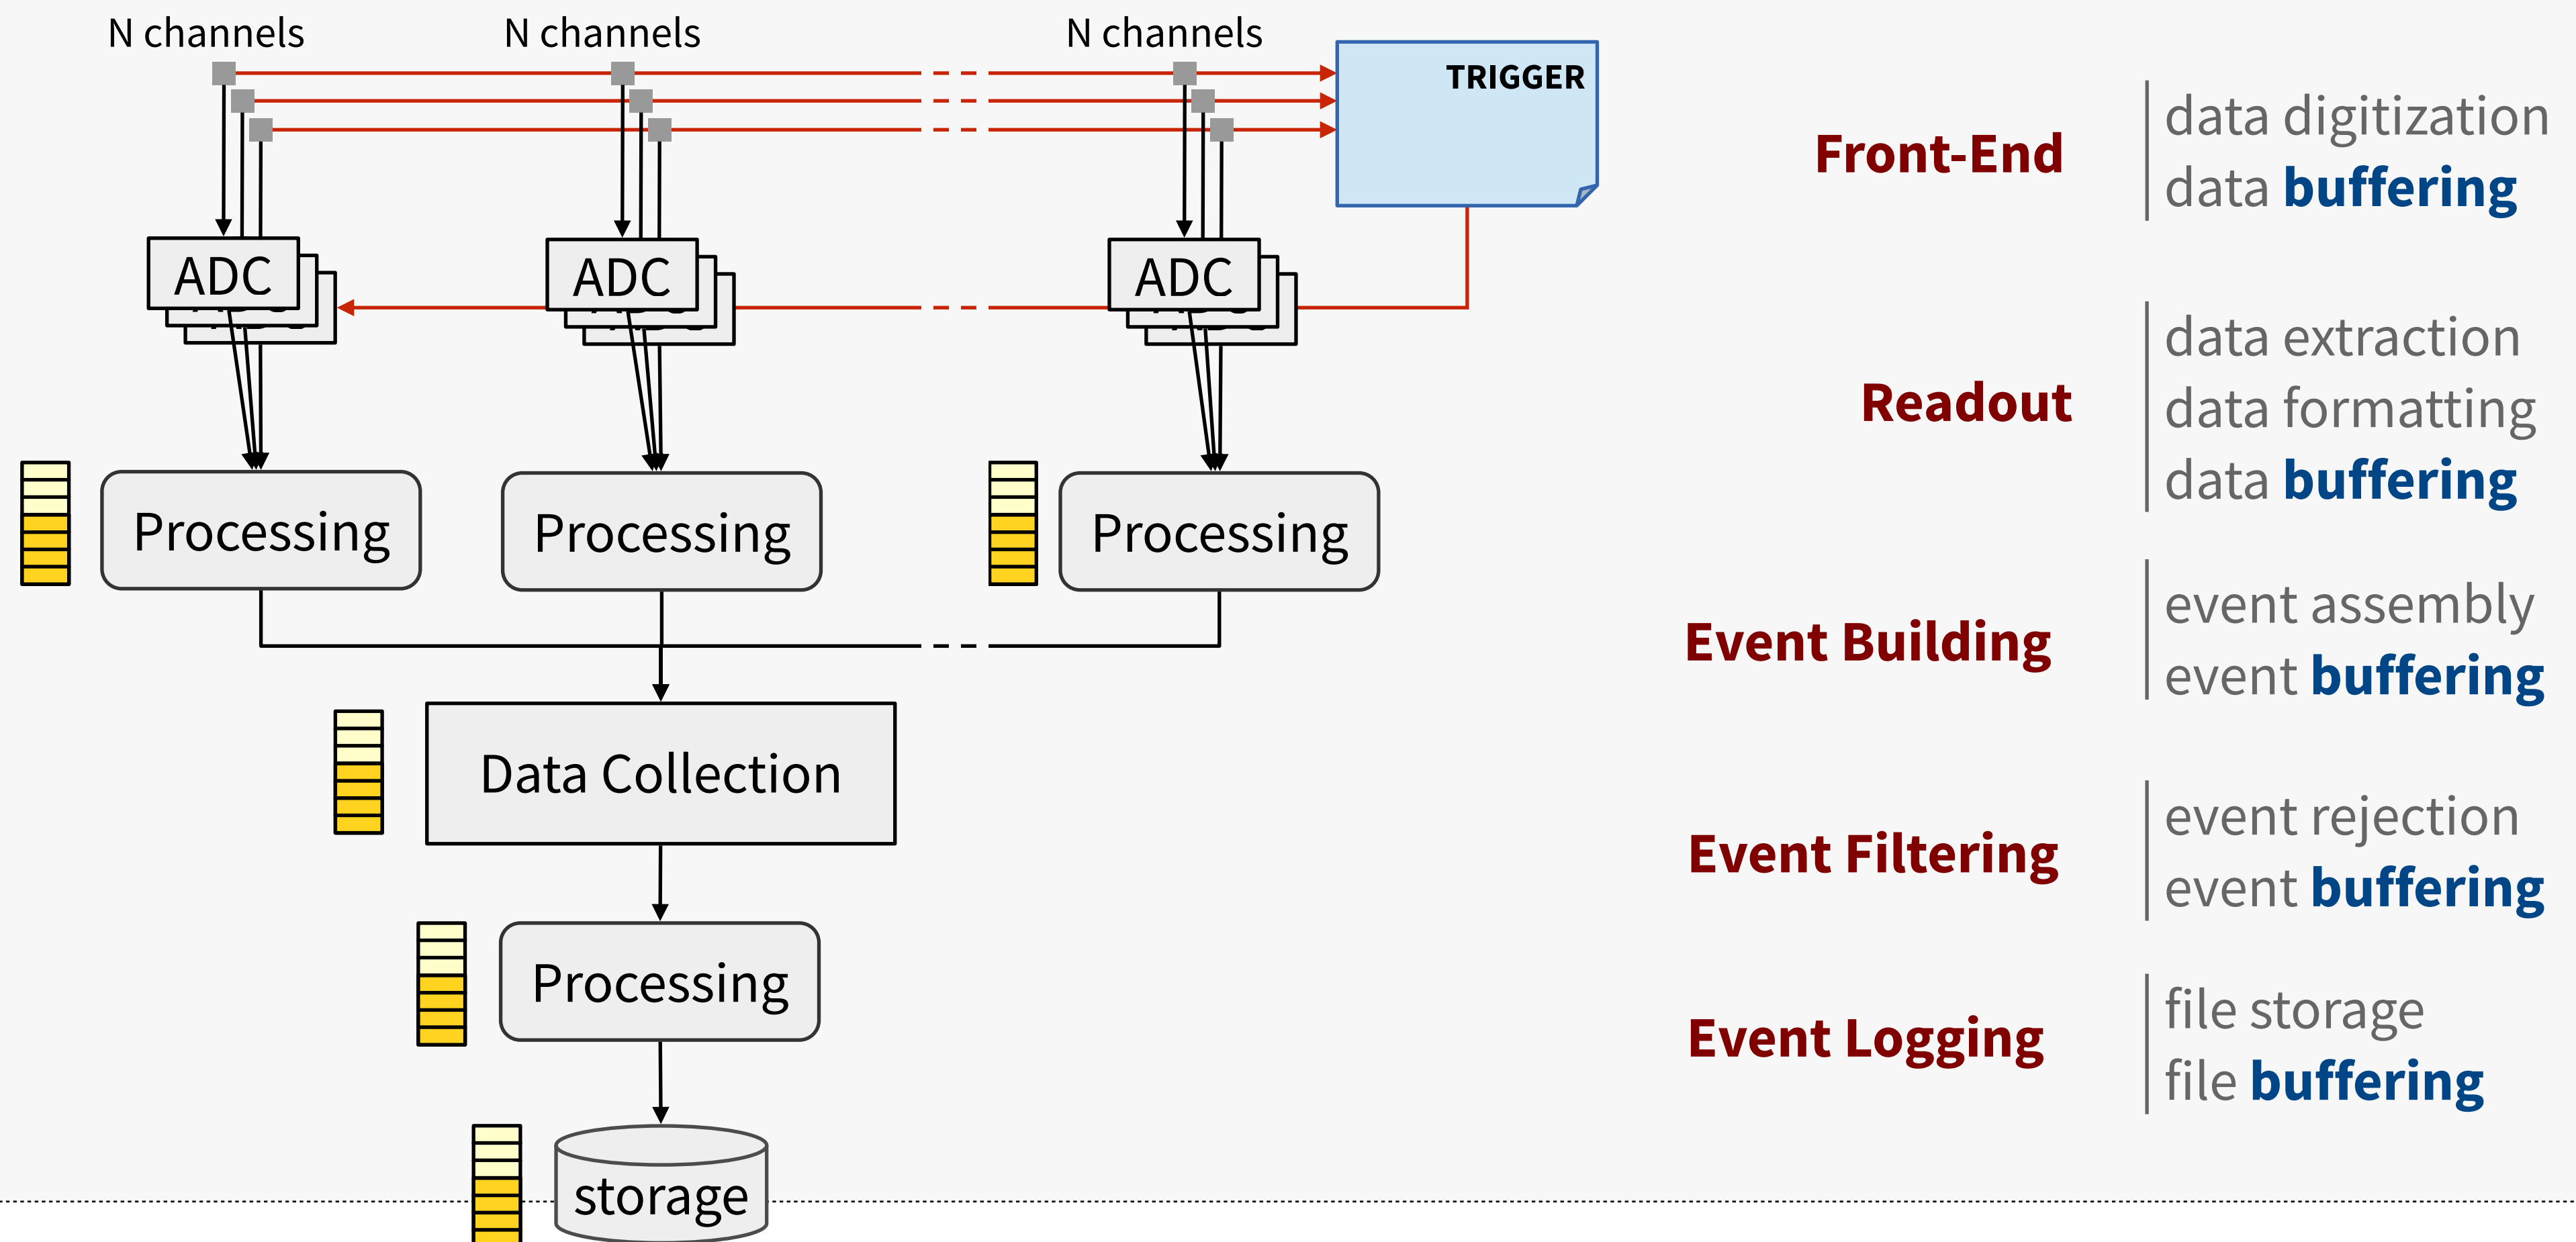 N channels
N channels
N channels
TRIGGER
ADC
ADC
ADC
Processing
Processing
Processing
Data Collection
Processing
storage
Front-End
data digitization
data buffering
Readout
data extraction
data formatting
data buffering
Event Building
event assembly
event buffering
Event Filtering
event rejection
event buffering
Event Logging
file storage
file buffering